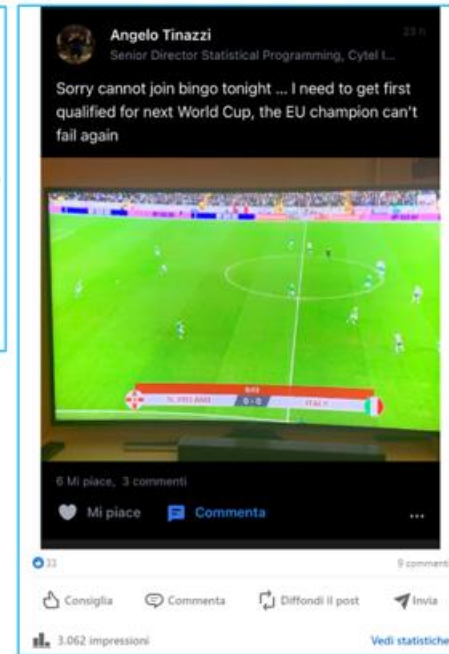 Angelo Tinazzi
23 h
Senior Director Statistical Programming, Cytel I...
Sorry cannot join bingo tonight ... I need to get first
qualified for next World Cup, the EU champion can't
fail again
N. IRELAND 0-0 ITALY
6 Mi piace, 3 commenti
Mi piace
Commenta
...
33
9 commenti
Consiglia
Commenta
Diffondi il post
Invia
3.062 impressioni
Vedi statistiche